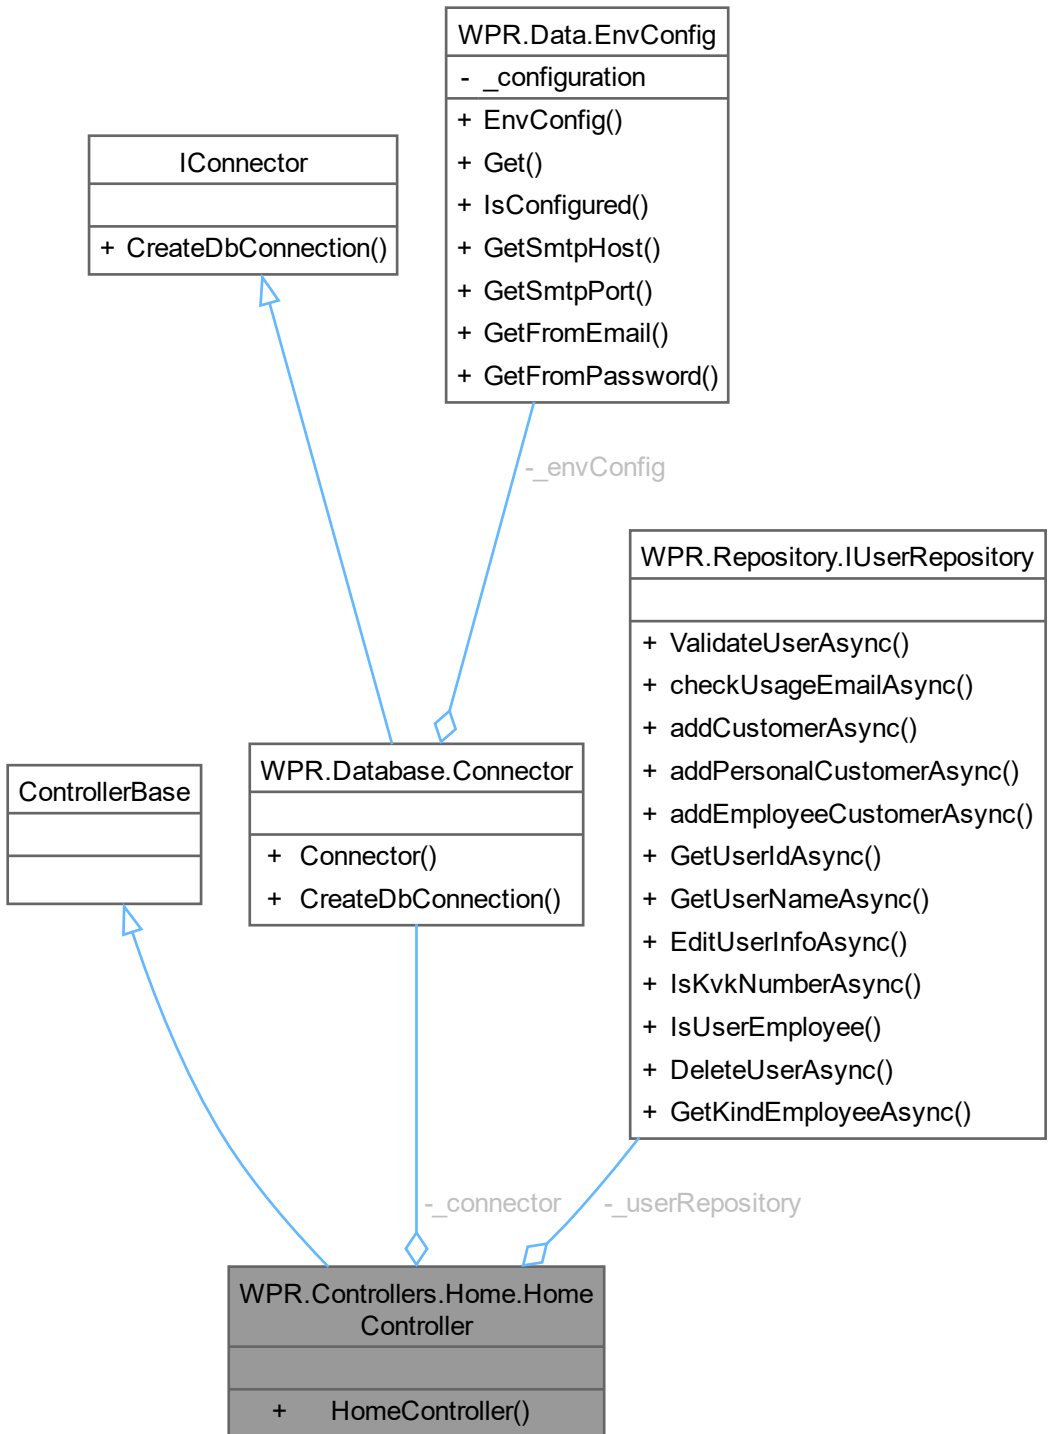 WPR.Data.EnvConfig
- _configuration
+ EnvConfig()
+ Get()
+ IsConfigured()
+ GetSmtpHost()
+ GetSmtpPort()
+ GetFromEmail()
+ GetFromPassword()
IConnector
+ CreateDbConnection()
-_envConfig
WPR.Repository.IUserRepository
+ ValidateUserAsync()
+ checkUsageEmailAsync()
+ addCustomerAsync()
+ addPersonalCustomerAsync()
+ addEmployeeCustomerAsync()
+ GetUserIdAsync()
+ GetUserNameAsync()
+ EditUserInfoAsync()
+ IsKvkNumberAsync()
+ IsUserEmployee()
+ DeleteUserAsync()
+ GetKindEmployeeAsync()
WPR.Database.Connector
+ Connector()
+ CreateDbConnection()
ControllerBase
-_connector
-_userRepository
WPR.Controllers.Home.Home
Controller
+ HomeController()